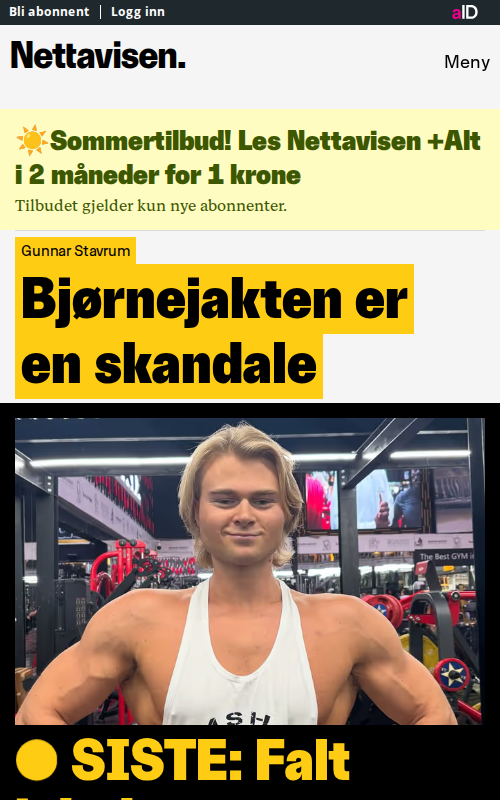 Bli abonnent
Logg inn
aID
Nettavisen.
Meny
☀️Sommertilbud! Les Nettavisen +Alt
i 2 måneder for 1 krone
Tilbudet gjelder kun nye abonnenter.
Gunnar Stavrum
Bjørnejakten er
en skandale
The Best GYM i
ASH
SISTE: Falt